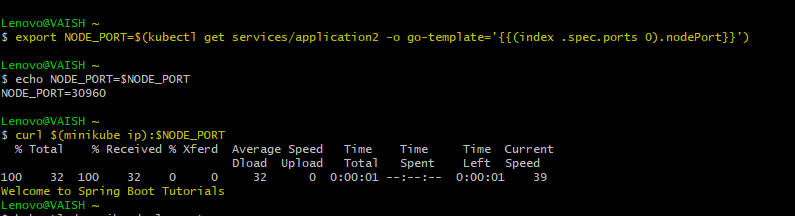 Lenovo@VAISH ~
$ export NODE_PORT=$(kubectl get services/application2 -o go-template='{{(index .spec.ports 0).nodePort}}')
Lenovo@VAISH ~
$ echo NODE_PORT=$NODE_PORT
NODE_PORT=30960
Lenovo@VAISH ~
$ curl $(minikube ip):$NODE_PORT
% Total % Received % Xferd Average Speed Time Time Time Current
Dload Upload Total Spent Left Speed
100 32 100 32 0 0 32 0 0:00:01 --:--:-- 0:00:01 39
Welcome to Spring Boot Tutorials
Lenovo@VAISH ~